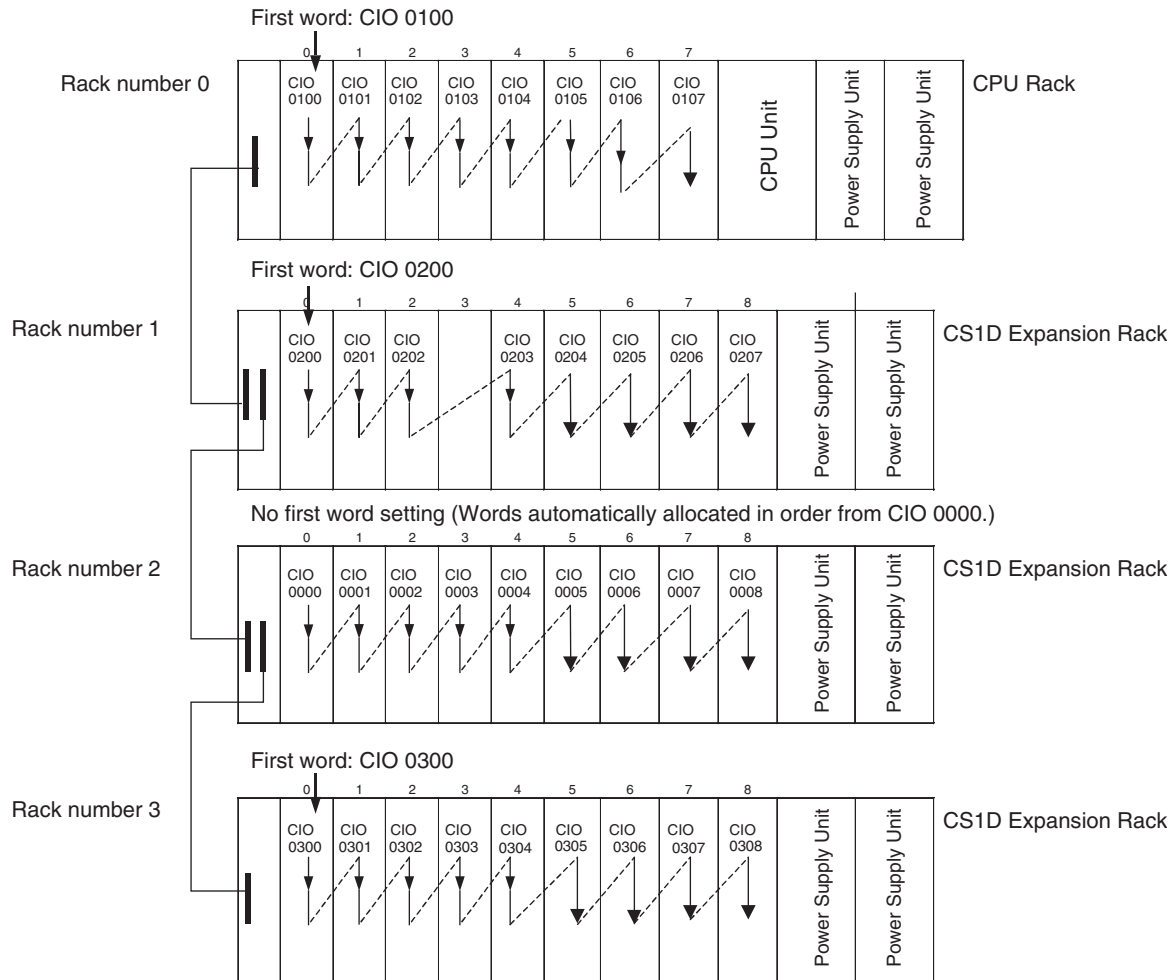 First word: CIO 0100
0 1 2 3 4 5 6 7
Rack number 0
CIO 0100
CIO 0101
CIO 0102
CIO 0103
CIO 0104
CIO 0105
CIO 0106
CIO 0107
CPU Unit
Power Supply Unit
Power Supply Unit
CPU Rack
First word: CIO 0200
0 1 2 3 4 5 6 7 8
Rack number 1
CIO 0200
CIO 0201
CIO 0202
CIO 0203
CIO 0204
CIO 0205
CIO 0206
CIO 0207
Power Supply Unit
Power Supply Unit
CS1D Expansion Rack
No first word setting (Words automatically allocated in order from CIO 0000.)
0 1 2 3 4 5 6 7 8
Rack number 2
CIO 0000
CIO 0001
CIO 0002
CIO 0003
CIO 0004
CIO 0005
CIO 0006
CIO 0007
CIO 0008
Power Supply Unit
Power Supply Unit
CS1D Expansion Rack
First word: CIO 0300
0 1 2 3 4 5 6 7 8
Rack number 3
CIO 0300
CIO 0301
CIO 0302
CIO 0303
CIO 0304
CIO 0305
CIO 0306
CIO 0307
CIO 0308
Power Supply Unit
Power Supply Unit
CS1D Expansion Rack